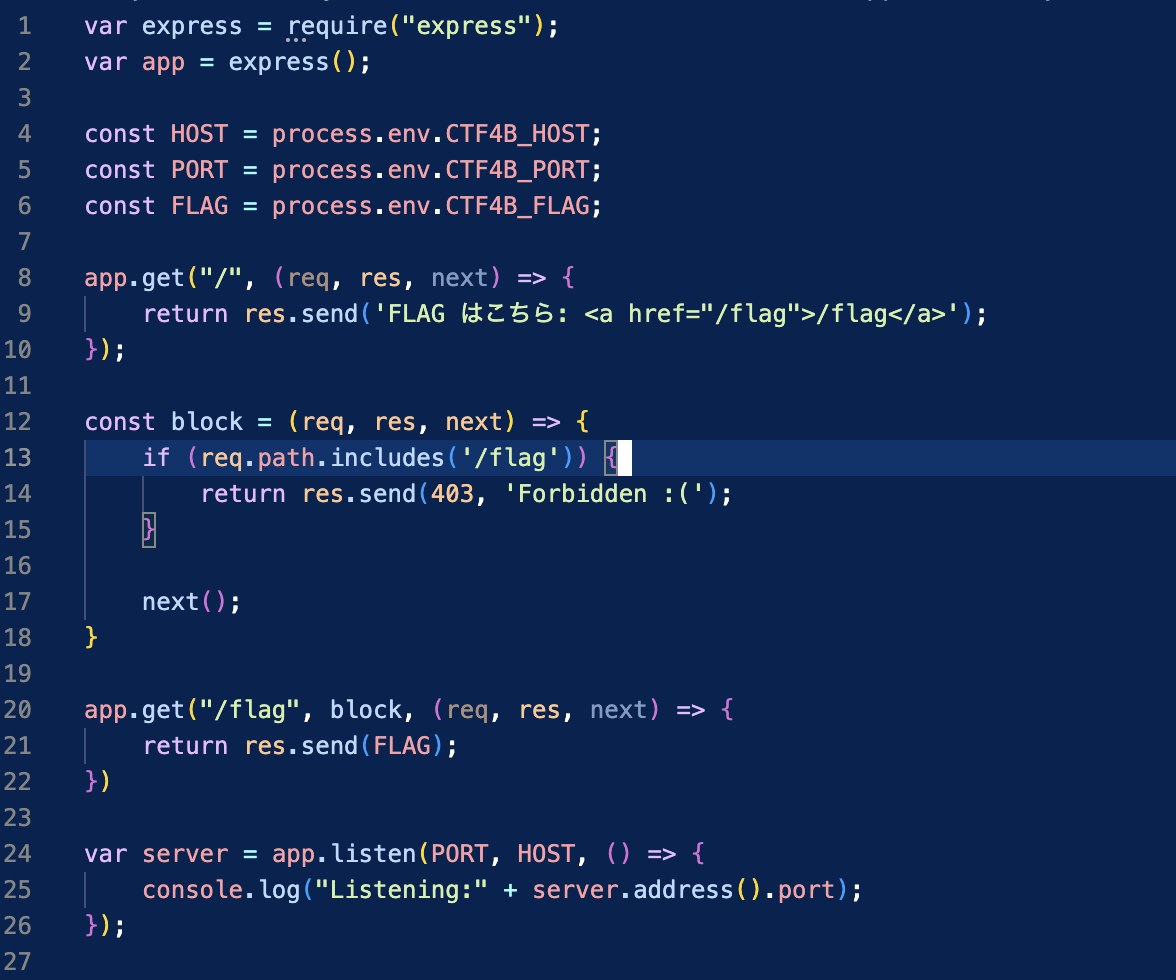 1 var express = require("express");
2 var app = express();
3
4 const HOST = process.env.CTF4B_HOST;
5 const PORT = process.env.CTF4B_PORT;
6 const FLAG = process.env.CTF4B_FLAG;
7
8 app.get("/", (req, res, next) => {
9     return res.send('FLAG はこちら: <a href="/flag">/flag</a>');
10 });
11
12 const block = (req, res, next) => {
13     if (req.path.includes('/flag')) {
14         return res.send(403, 'Forbidden :(');
15     }
16
17     next();
18 }
19
20 app.get("/flag", block, (req, res, next) => {
21     return res.send(FLAG);
22 })
23
24 var server = app.listen(PORT, HOST, () => {
25     console.log("Listening:" + server.address().port);
26 });
27